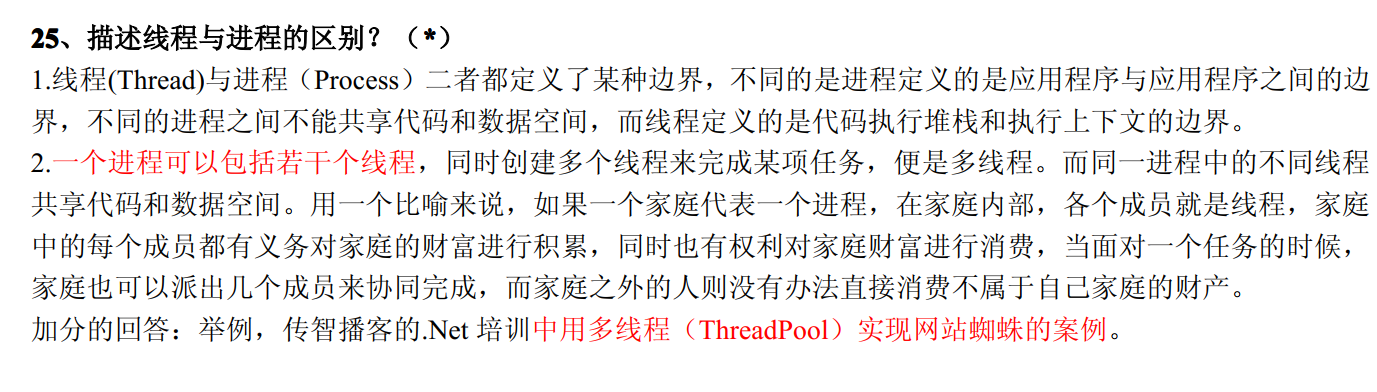 25、描述线程与进程的区别？（*）
1.线程(Thread)与进程（Process）二者都定义了某种边界，不同的是进程定义的是应用程序与应用程序之间的边
界，不同的进程之间不能共享代码和数据空间，而线程定义的是代码执行堆栈和执行上下文的边界。
2.一个进程可以包括若干个线程，同时创建多个线程来完成某项任务，便是多线程。而同一进程中的不同线程
共享代码和数据空间。用一个比喻来说，如果一个家庭代表一个进程，在家庭内部，各个成员就是线程，家庭
中的每个成员都有义务对家庭的财富进行积累，同时也有权利对家庭财富进行消费，当面对一个任务的时候，
家庭也可以派出几个成员来协同完成，而家庭之外的人则没有办法直接消费不属于自己家庭的财产。
加分的回答：举例，传智播客的.Net 培训中用多线程（ThreadPool）实现网站蜘蛛的案例。